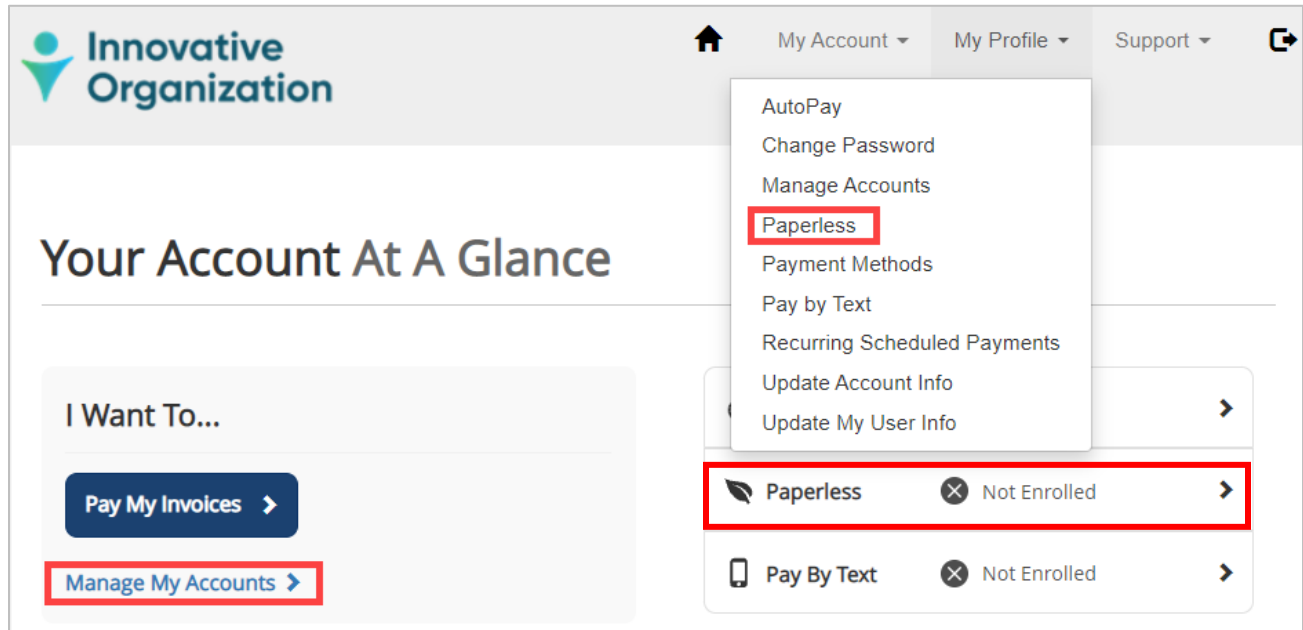 Innovative
Organization
My Account
My Profile
Support
AutoPay
Change Password
Manage Accounts
Paperless
Payment Methods
Pay by Text
Recurring Scheduled Payments
Update Account Info
Update My User Info
Your Account At A Glance
I Want To...
Pay My Invoices
Manage My Accounts
Paperless Not Enrolled
Pay By Text Not Enrolled